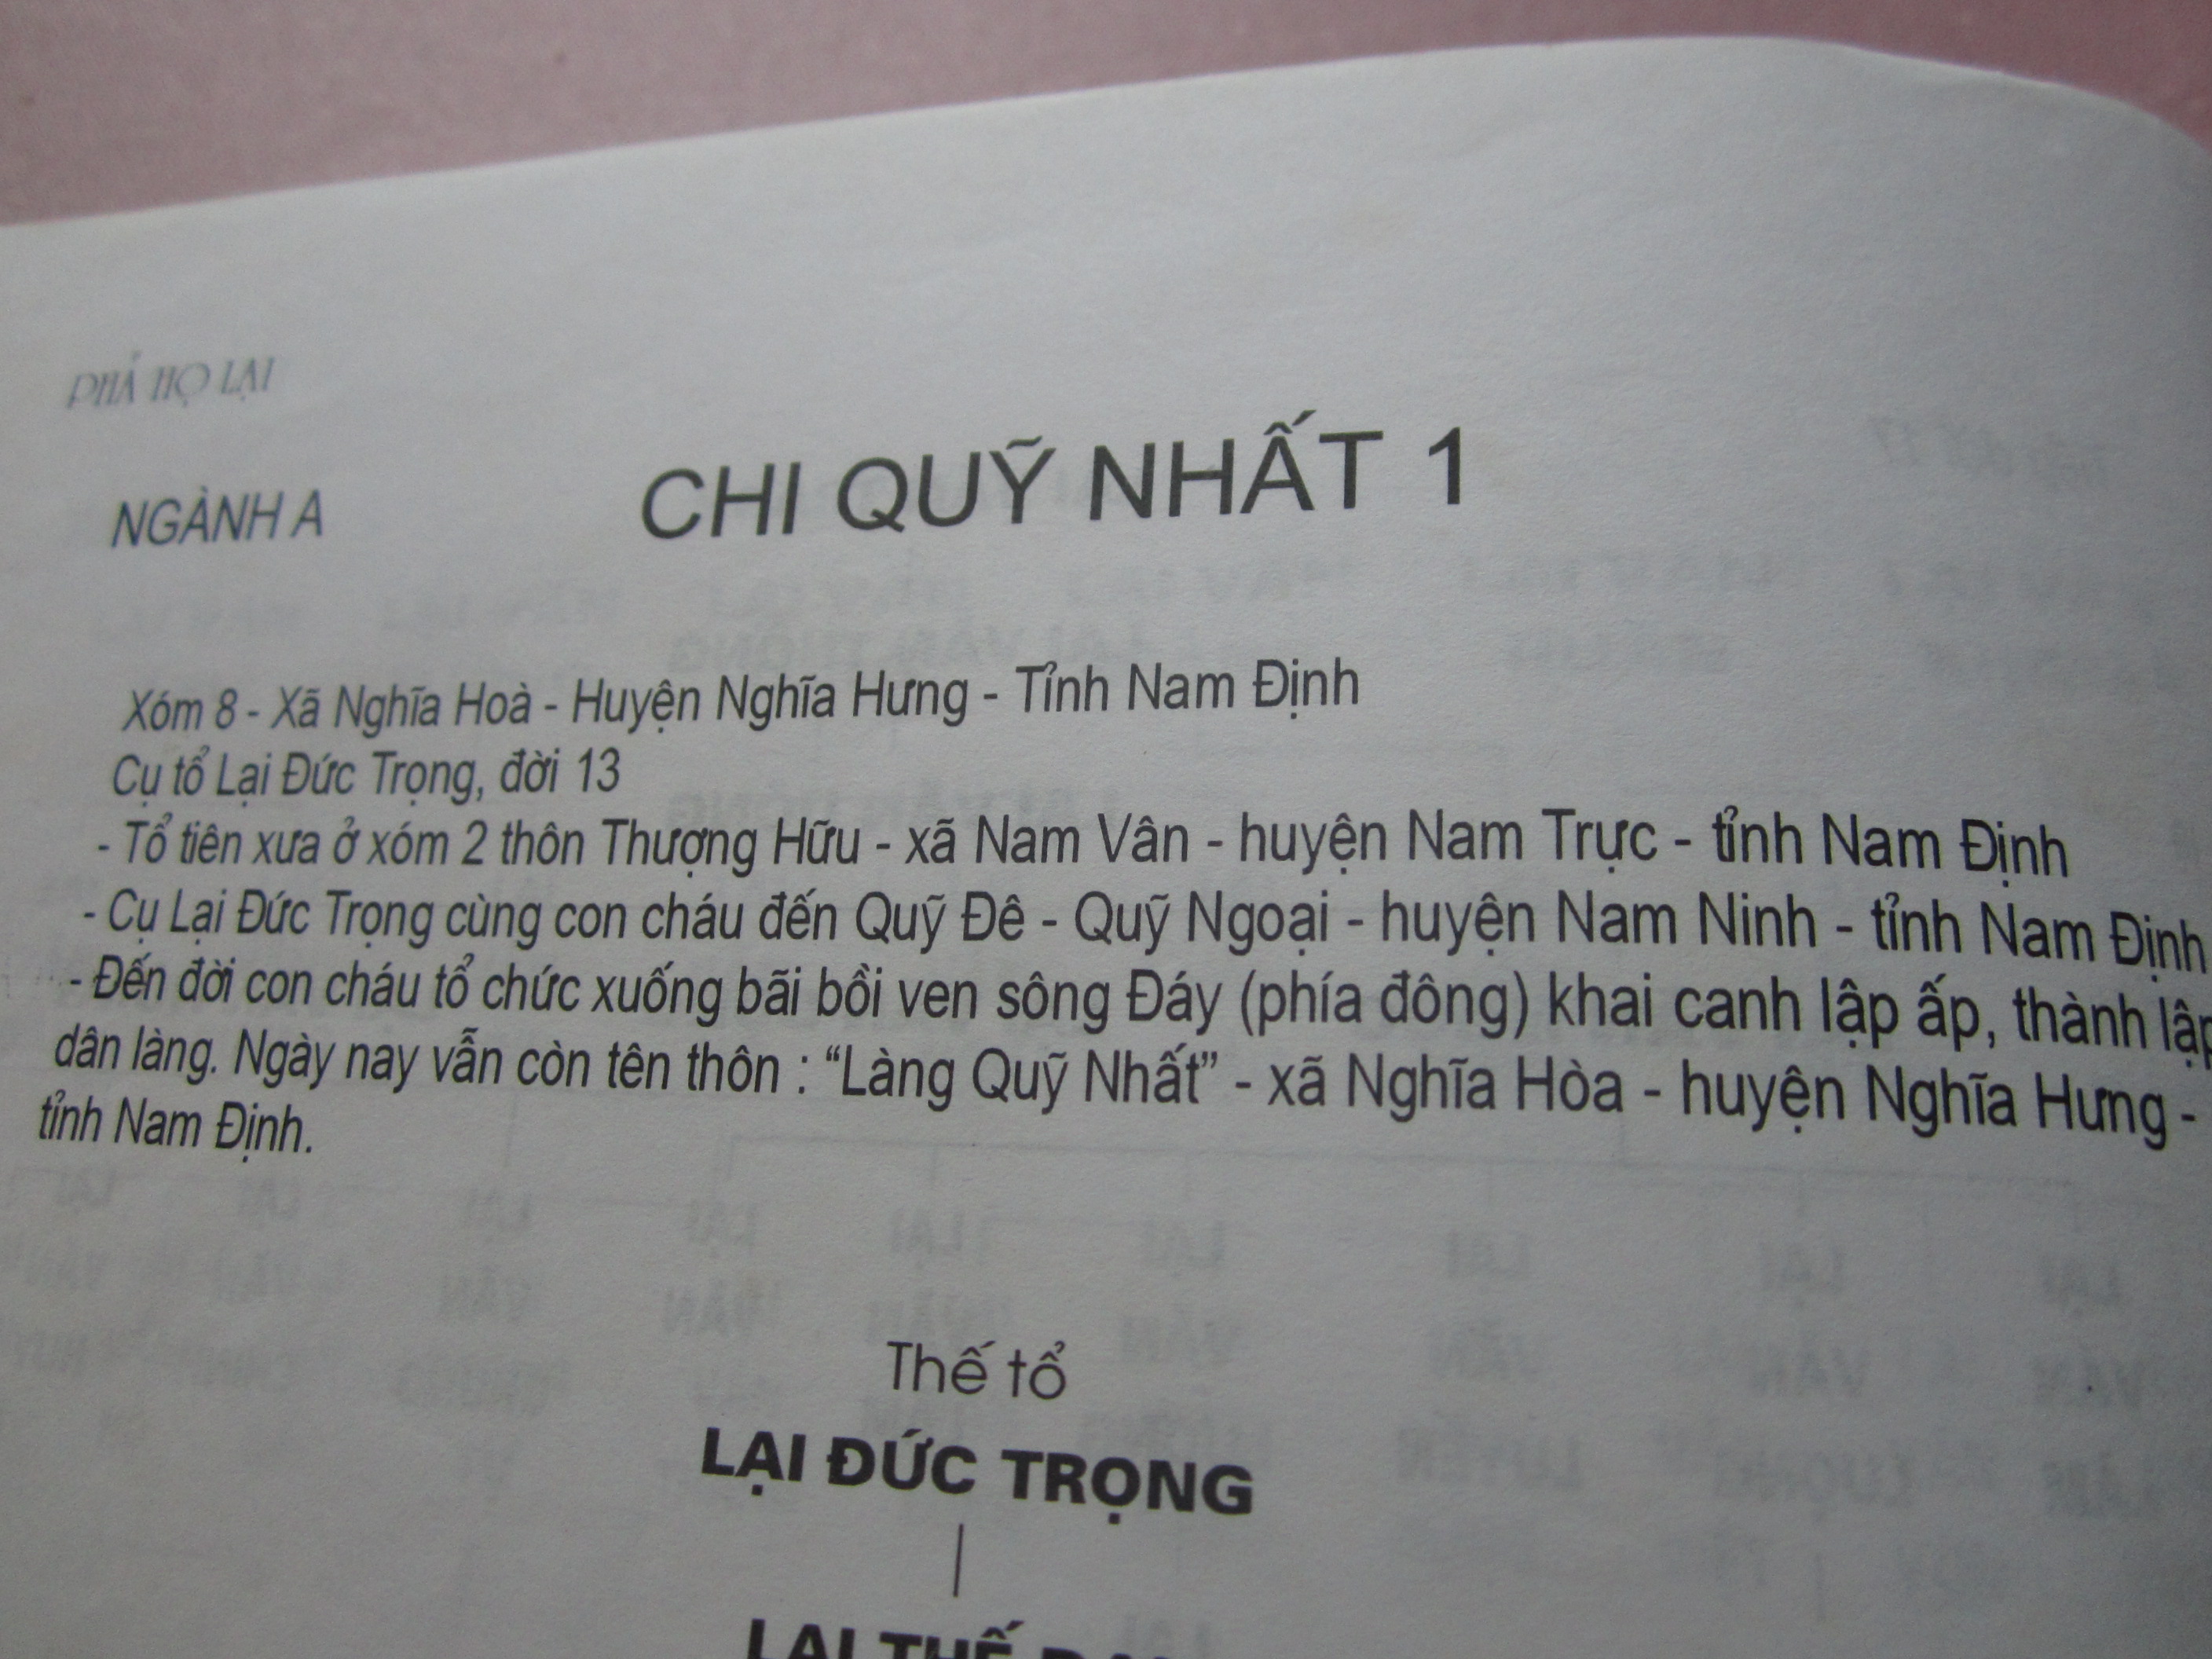 PHẢ HỌ LẠI
NGÀNH A
CHI QUỸ NHẤT 1
Xóm 8 - Xã Nghĩa Hoà - Huyện Nghĩa Hưng - Tỉnh Nam Định
Cụ tổ Lại Đức Trọng, đời 13
- Tổ tiên xưa ở xóm 2 thôn Thượng Hữu - xã Nam Vân - huyện Nam Trực - tỉnh Nam Định
- Cụ Lại Đức Trọng cùng con cháu đến Quỹ Đê - Quỹ Ngoại - huyện Nam Ninh - tỉnh Nam Định
- Đến đời con cháu tổ chức xuống bãi bồi ven sông Đáy (phía đông) khai canh lập ấp, thành lập
dân làng. Ngày nay vẫn còn tên thôn : “Làng Quỹ Nhất” - xã Nghĩa Hòa - huyện Nghĩa Hưng -
tỉnh Nam Định.
Thế tổ
LẠI ĐỨC TRỌNG
LẠI THẾ